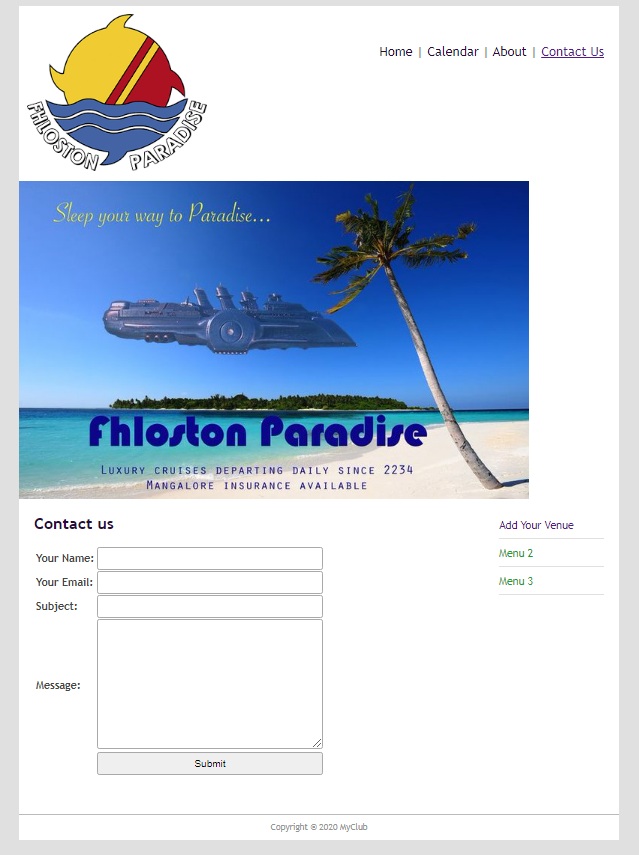 Home | Calendar | About | Contact Us
FHLOSTON PARADISE
Sleep your way to Paradise...
Fhloston Paradise
LUXURY CRUISES DEPARTING DAILY SINCE 2234
MANGALORE INSURANCE AVAILABLE
Contact us
Add Your Venue
Menu 2
Menu 3
Your Name:
Your Email:
Subject:
Message:
Submit
Copyright © 2020 MyClub